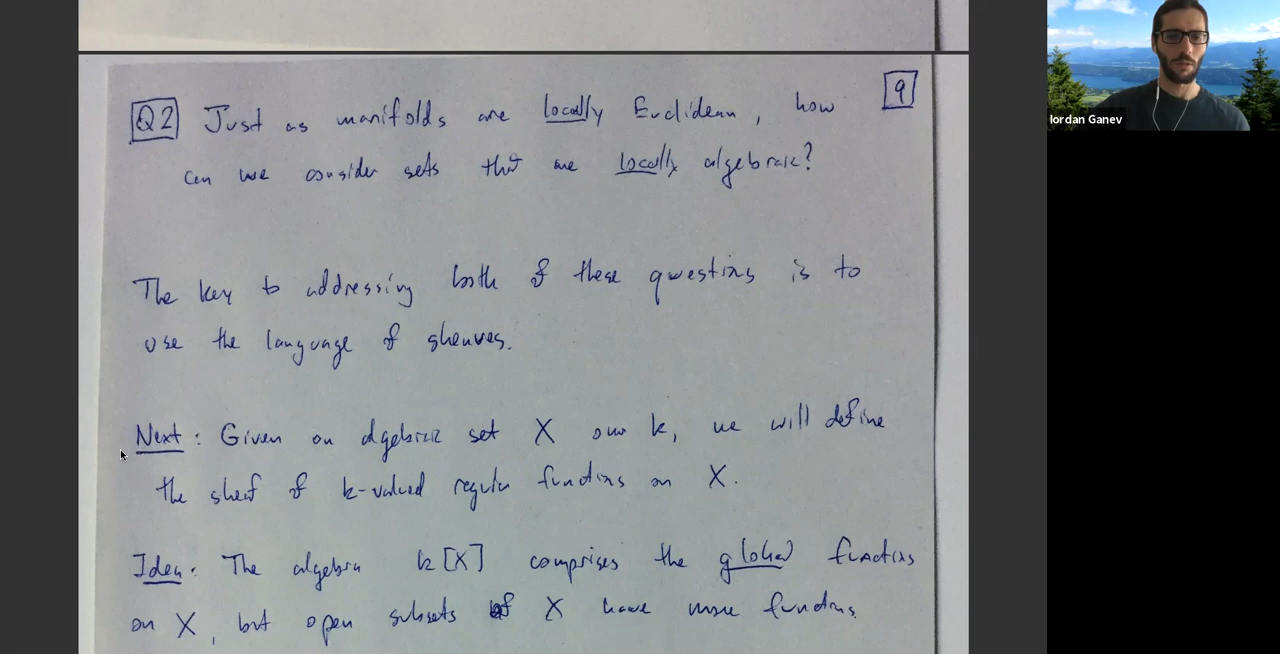 9
Q2 Just as manifolds are locally Euclidean, how
can we consider sets that are locally algebraic?
The key to addressing both of these questions is to
use the language of sheaves.
Next: Given an algebraic set X over k, we will define
the sheaf of k-valued regular functions on X.
Idea: The algebra k[X] comprises the global functions
on X, but open subsets of X have more functions.
Iordan Ganev